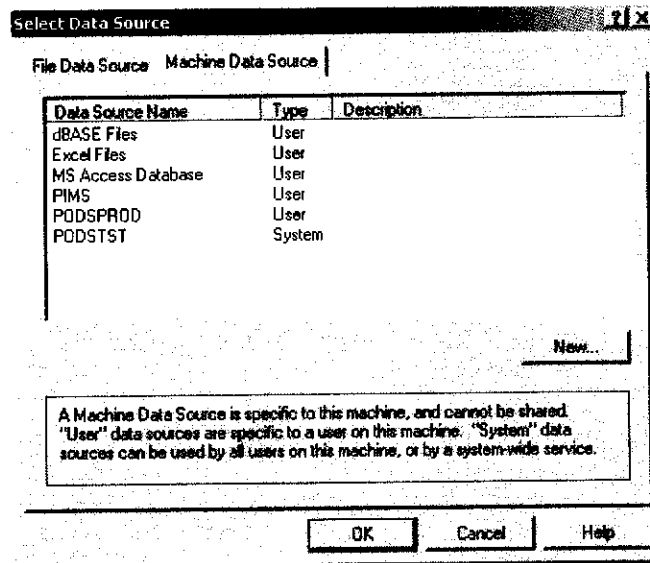 Select Data Source
File Data Source Machine Data Source
Data Source Name Type Description
dBASE Files User
Excel Files User
MS Access Database User
PIMS User
PODSPROD User
PODSTST System
New...
A Machine Data Source is specific to this machine, and cannot be shared.
"User" data sources are specific to a user on this machine. "System" data
sources can be used by all users on this machine, or by a system-wide service.
OK Cancel Help